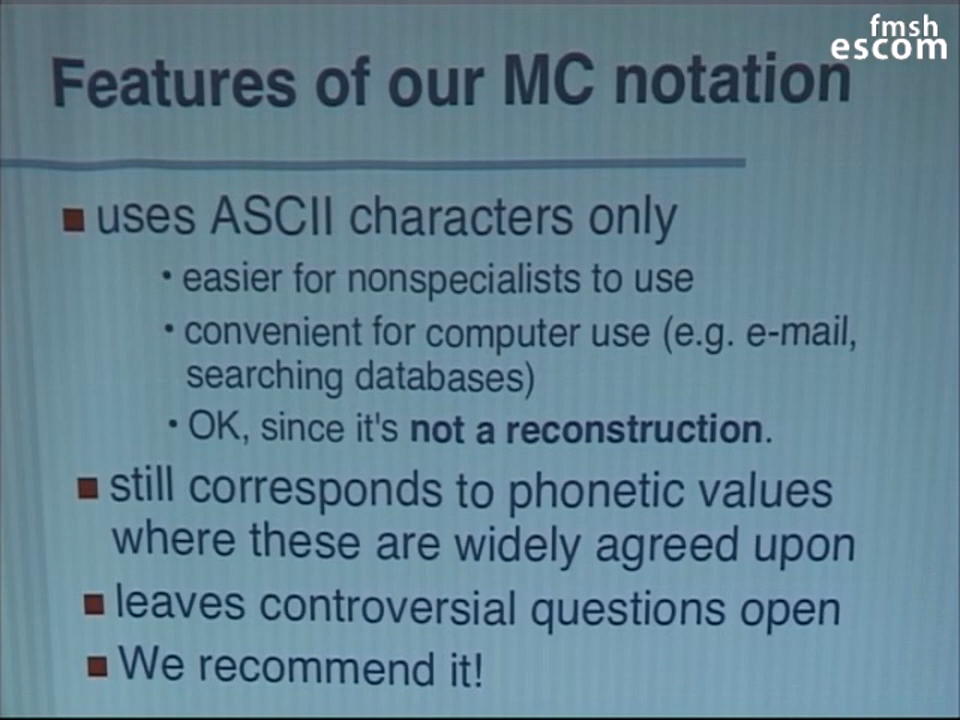 fmsh
escom
Features of our MC notation
■ uses ASCII characters only
• easier for nonspecialists to use
• convenient for computer use (e.g. e-mail,
searching databases)
• OK, since it's not a reconstruction.
■ still corresponds to phonetic values
where these are widely agreed upon
■ leaves controversial questions open
■ We recommend it!